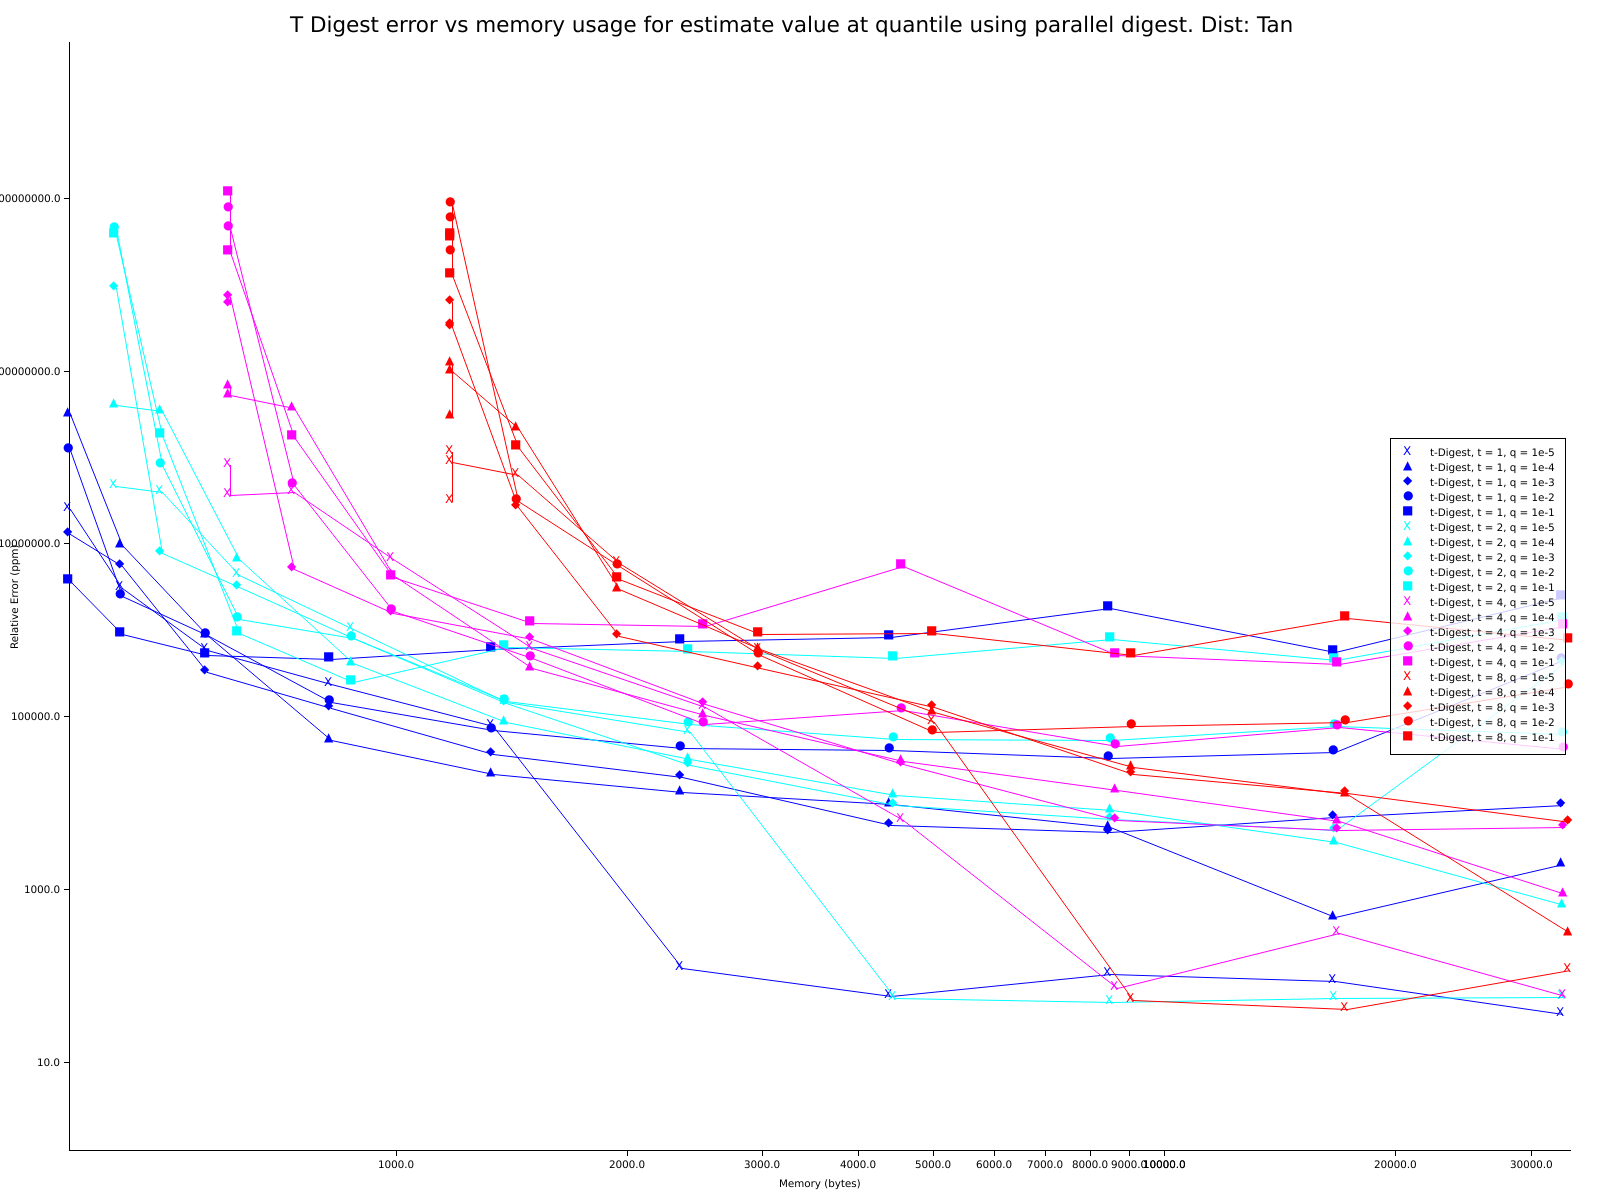 T Digest error vs memory usage for estimate value at quantile using parallel digest. Dist: Tan
00000000.0
00000000.0
10000000.0
100000.0
1000.0
10.0
Relative Error (ppm)
t-Digest, t = 1, q = 1e-5
t-Digest, t = 1, q = 1e-4
t-Digest, t = 1, q = 1e-3
t-Digest, t = 1, q = 1e-2
t-Digest, t = 1, q = 1e-1
t-Digest, t = 2, q = 1e-5
t-Digest, t = 2, q = 1e-4
t-Digest, t = 2, q = 1e-3
t-Digest, t = 2, q = 1e-2
t-Digest, t = 2, q = 1e-1
t-Digest, t = 4, q = 1e-5
t-Digest, t = 4, q = 1e-4
t-Digest, t = 4, q = 1e-3
t-Digest, t = 4, q = 1e-2
t-Digest, t = 4, q = 1e-1
t-Digest, t = 8, q = 1e-5
t-Digest, t = 8, q = 1e-4
t-Digest, t = 8, q = 1e-3
t-Digest, t = 8, q = 1e-2
t-Digest, t = 8, q = 1e-1
1000.0 2000.0 3000.0 4000.0 5000.0 6000.0 7000.0 8000.0 9000.0 10000.0 20000.0 30000.0
Memory (bytes)